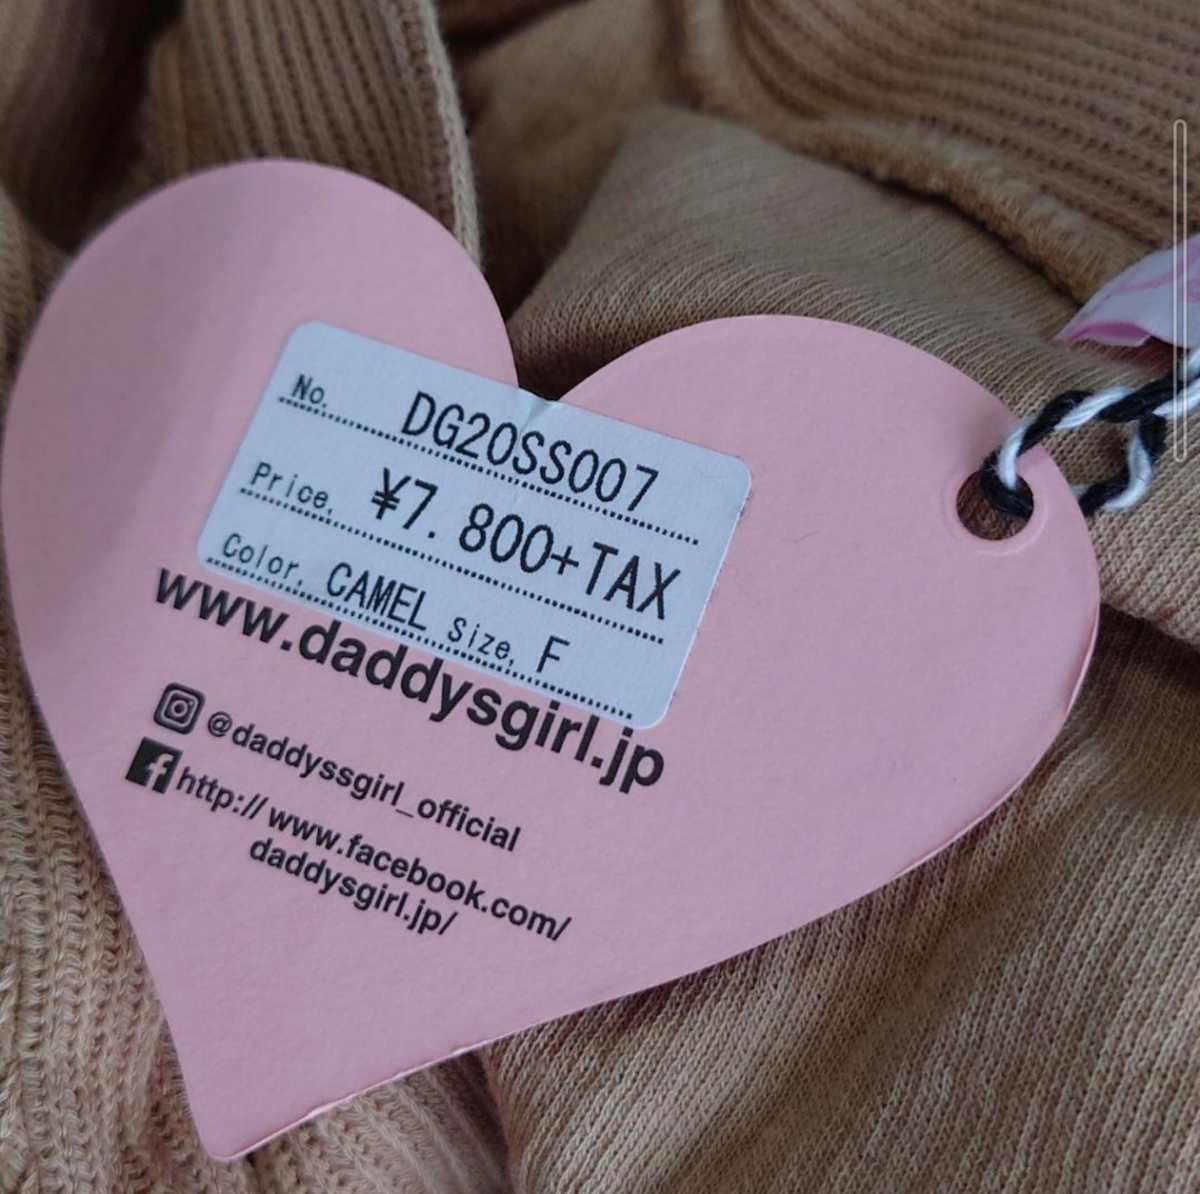 No. DG20SS007
Price. ¥7.800+TAX
Color. CAMEL Size. F
www.daddysgirl.jp
@daddyssgirl_official
http://www.facebook.com/
daddysgirl.jp/